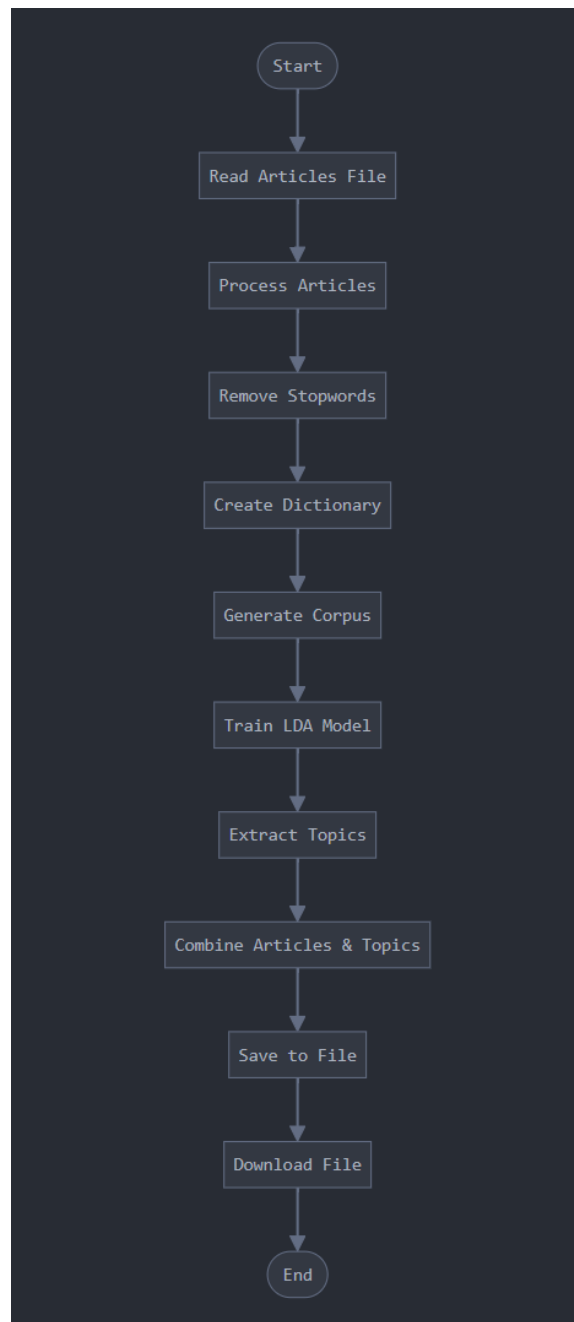 Start
Read Articles File
Process Articles
Remove Stopwords
Create Dictionary
Generate Corpus
Train LDA Model
Extract Topics
Combine Articles & Topics
Save to File
Download File
End